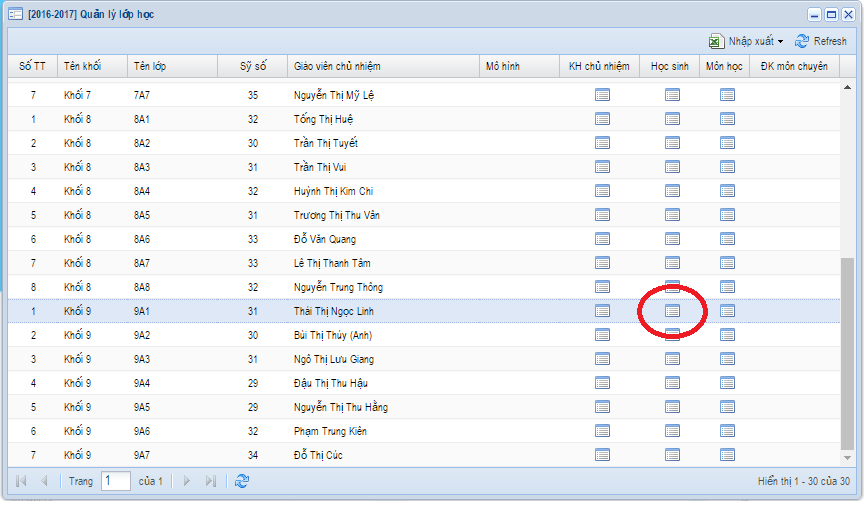 [2016-2017] Quản lý lớp học
Nhập xuất Refresh
Số TT Tên khối Tên lớp Sỹ số Giáo viên chủ nhiệm Mô hình KH chủ nhiệm Học sinh Môn học ĐK môn chuyên
7 Khối 7 7A7 35 Nguyễn Thị Mỹ Lệ
1 Khối 8 8A1 32 Tống Thị Huệ
2 Khối 8 8A2 30 Trần Thị Tuyết
3 Khối 8 8A3 31 Trần Thị Vui
4 Khối 8 8A4 32 Huỳnh Thị Kim Chi
5 Khối 8 8A5 31 Trương Thị Thu Vân
6 Khối 8 8A6 33 Đỗ Văn Quang
7 Khối 8 8A7 33 Lê Thị Thanh Tâm
8 Khối 8 8A8 32 Nguyễn Trung Thông
1 Khối 9 9A1 31 Thái Thị Ngọc Linh
2 Khối 9 9A2 30 Bùi Thị Thúy (Anh)
3 Khối 9 9A3 31 Ngô Thị Lưu Giang
4 Khối 9 9A4 29 Đậu Thị Thu Hậu
5 Khối 9 9A5 29 Nguyễn Thị Thu Hằng
6 Khối 9 9A6 32 Phạm Trung Kiên
7 Khối 9 9A7 34 Đỗ Thị Cúc
Trang 1 của 1 Hiển thị 1 - 30 của 30